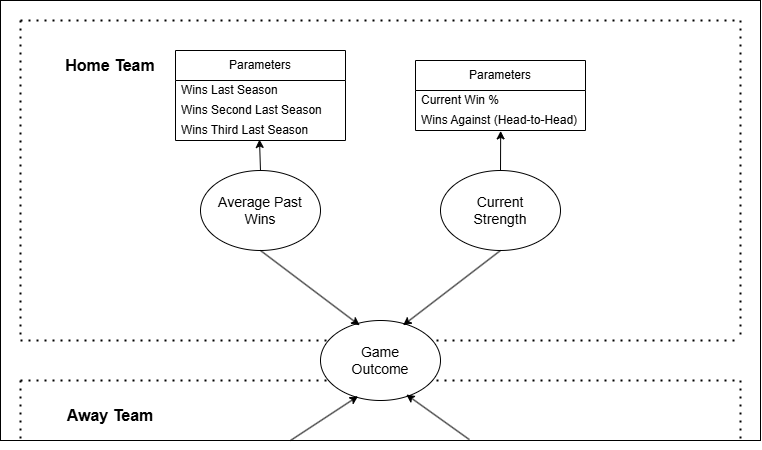 Home Team
Parameters
Wins Last Season
Wins Second Last Season
Wins Third Last Season
Parameters
Current Win %
Wins Against (Head-to-Head)
Average Past
Wins
Current
Strength
Game
Outcome
Away Team